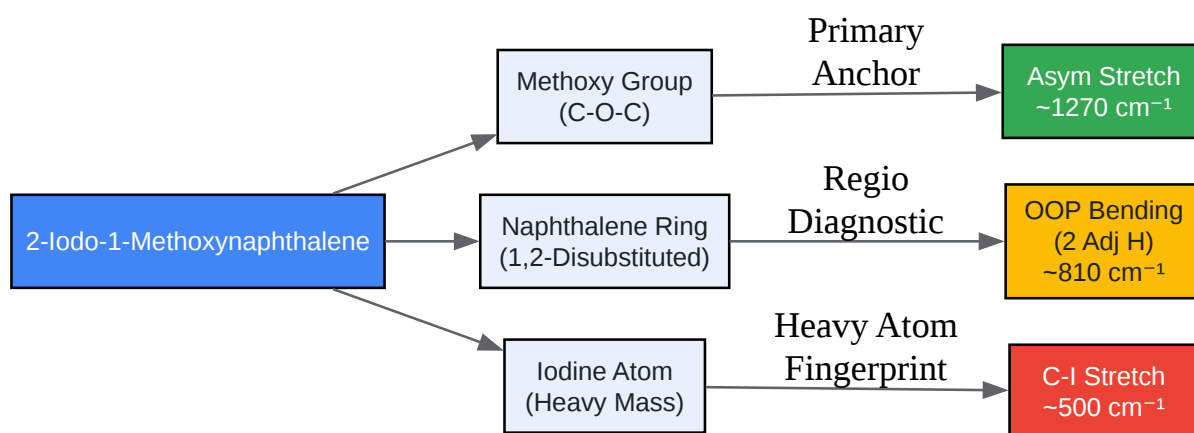 Primary
Anchor
Methoxy Group
(C-O-C)
Asym Stretch
~1270 cm⁻¹
2-Iodo-1-Methoxynaphthalene
Naphthalene Ring
(1,2-Disubstituted)
Regio
Diagnostic
OOP Bending
(2 Adj H)
~810 cm⁻¹
Iodine Atom
(Heavy Mass)
Heavy Atom
Fingerprint
C-I Stretch
~500 cm⁻¹